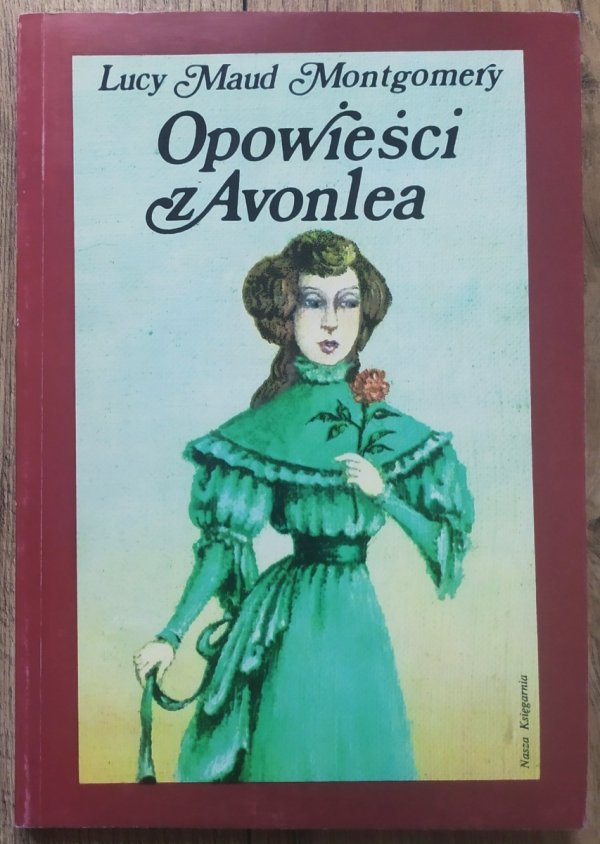 Lucy Maud Montgomery
Opowieści
z Avonlea
Nasza Księgarnia